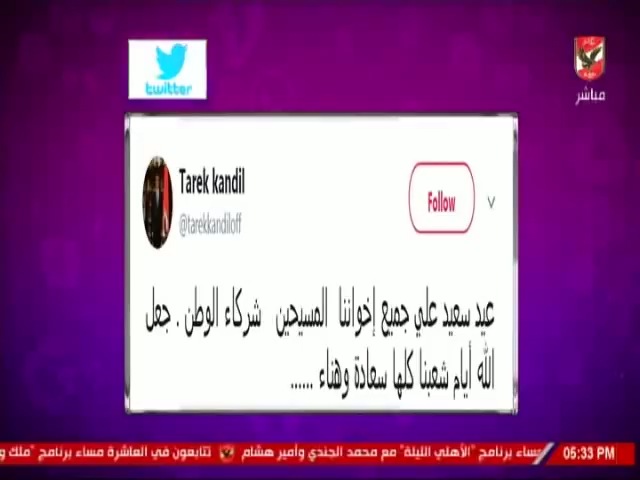 twitter
مباشر
Tarek kandil
@tarekkandiloff
Follow
عيد سعيد علي جميع إخواننا المسيحين شركاء الوطن . جعل
الله أيام شعبنا كلها سعادة وهناء ......
مساء برنامج "الأهلي الليلة" مع محمد الجندي وأمير هشام تتابعون في العاشرة مساء برنامج "ملك و
05:33 PM